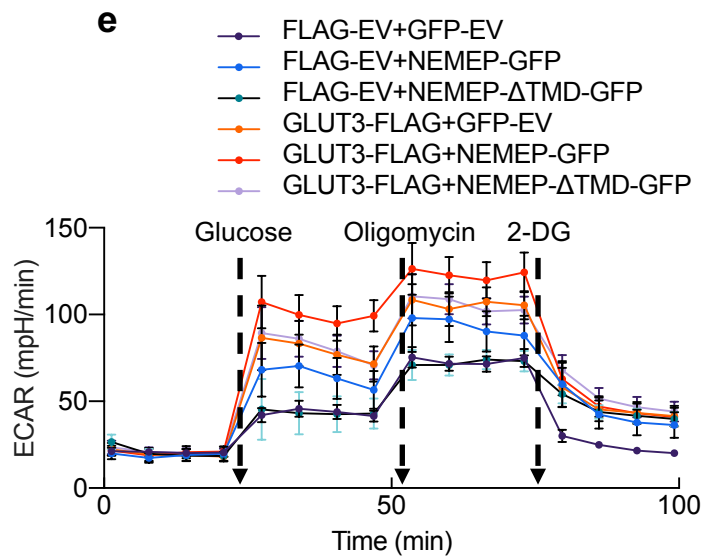 e
FLAG-EV+GFP-EV
FLAG-EV+NEMEP-GFP
FLAG-EV+NEMEP-ΔTMD-GFP
GLUT3-FLAG+GFP-EV
GLUT3-FLAG+NEMEP-GFP
GLUT3-FLAG+NEMEP-ΔTMD-GFP
150
Glucose Oligomycin 2-DG
100
ECAR (mpH/min)
50
0
0 50 100
Time (min)